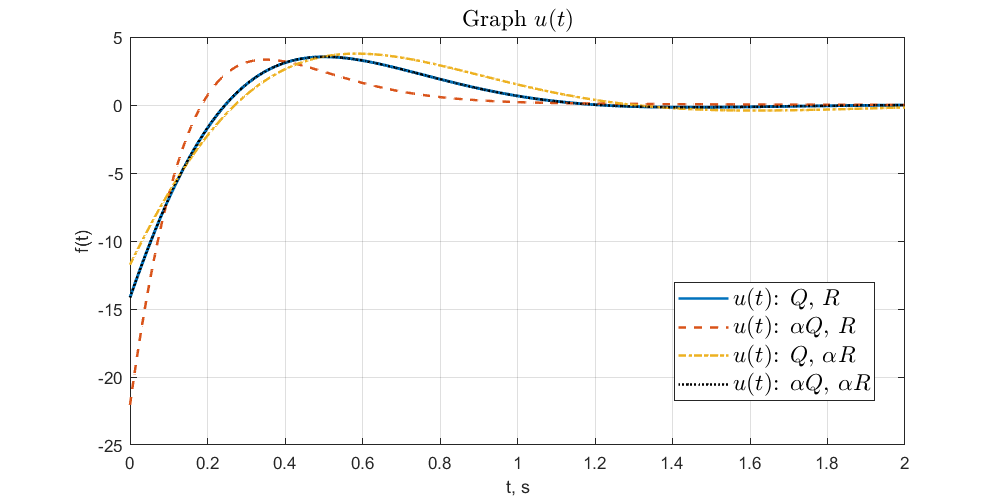 Graph u(t)
5
0
-5
-10
-15
-20
-25
f(t)
0
0.2
0.4
0.6
0.8
1
1.2
1.4
1.6
1.8
2
t, s
u(t): Q, R
u(t): αQ, R
u(t): Q, αR
u(t): αQ, αR